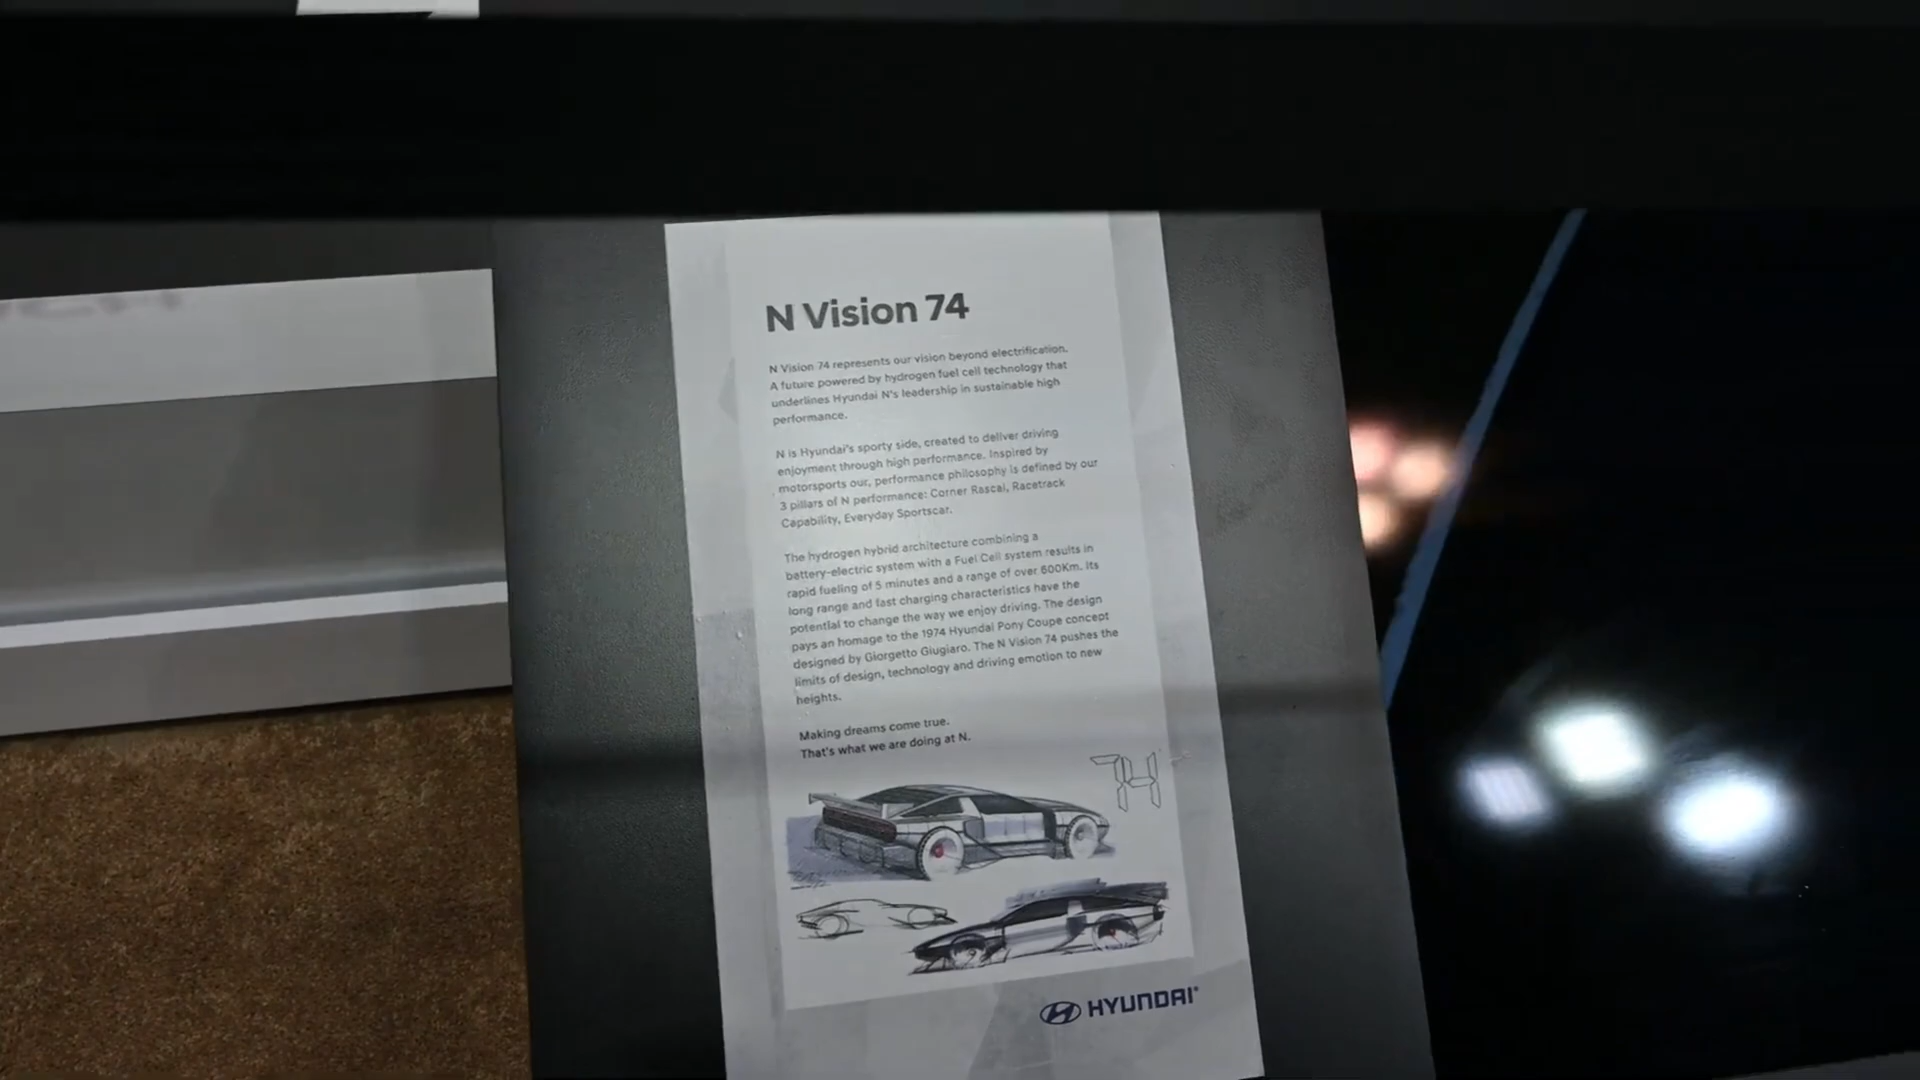 N Vision 74
N Vision 74 represents our vision beyond electrification.
A future powered by hydrogen fuel cell technology that
underlines Hyundai N's leadership in sustainable high
performance.
N is Hyundai's sporty side, created to deliver driving
enjoyment through high performance. Inspired by
motorsports our, performance philosophy is defined by our
3 pillars of N performance: Corner Rascal, Racetrack
Capability, Everyday Sportscar.
The hydrogen hybrid architecture combining a
battery-electric system with a Fuel Cell system results in
rapid fueling of 5 minutes and a range of over 600Km. Its
long range and fast charging characteristics have the
potential to change the way we enjoy driving. The design
pays an homage to the 1974 Hyundai Pony Coupe concept
designed by Giorgetto Giugiaro. The N Vision 74 pushes the
limits of design, technology and driving emotion to new
heights.
Making dreams come true.
That's what we are doing at N.
74
HYUNDAI